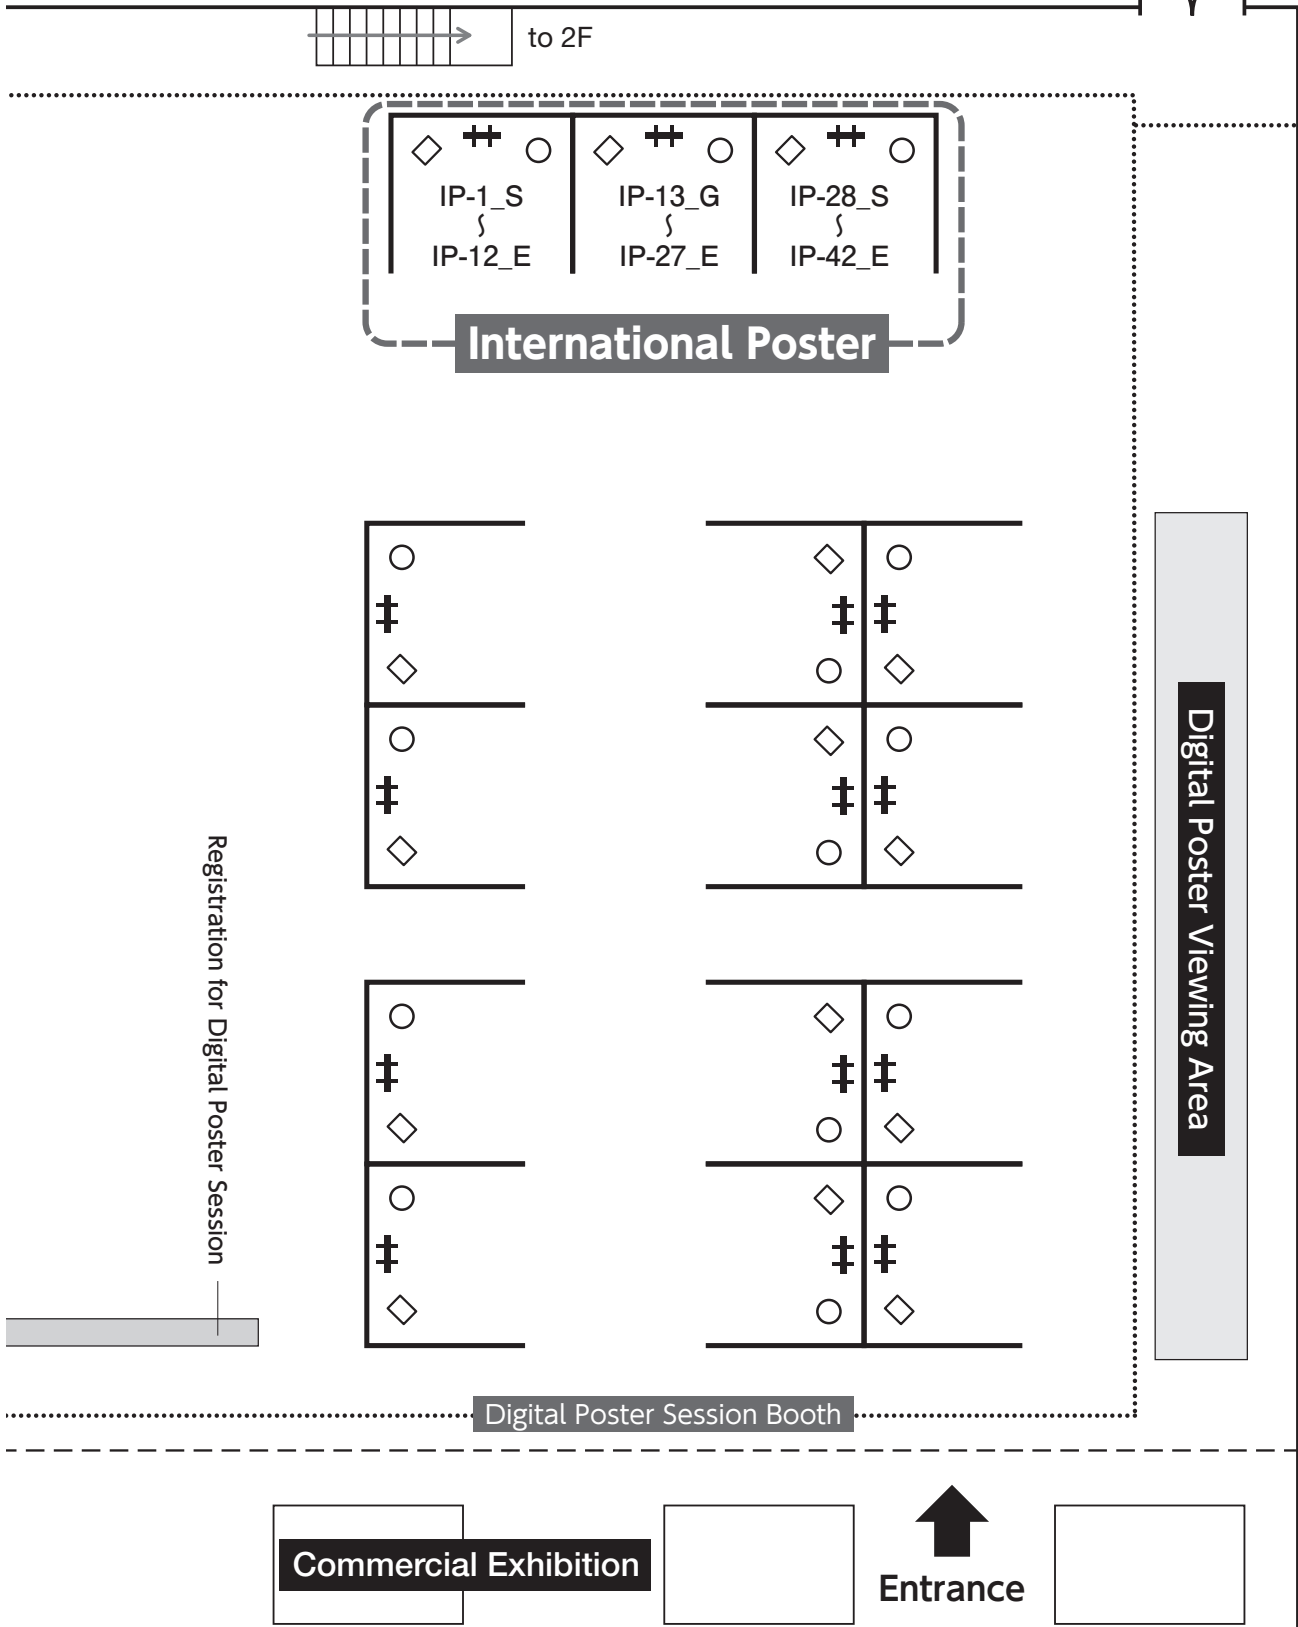 to 2F
IP-1_S
〜
IP-12_E
IP-13_G
〜
IP-27_E
IP-28_S
〜
IP-42_E
International Poster
Digital Poster Viewing Area
Registration for Digital Poster Session
Digital Poster Session Booth
Commercial Exhibition
Entrance